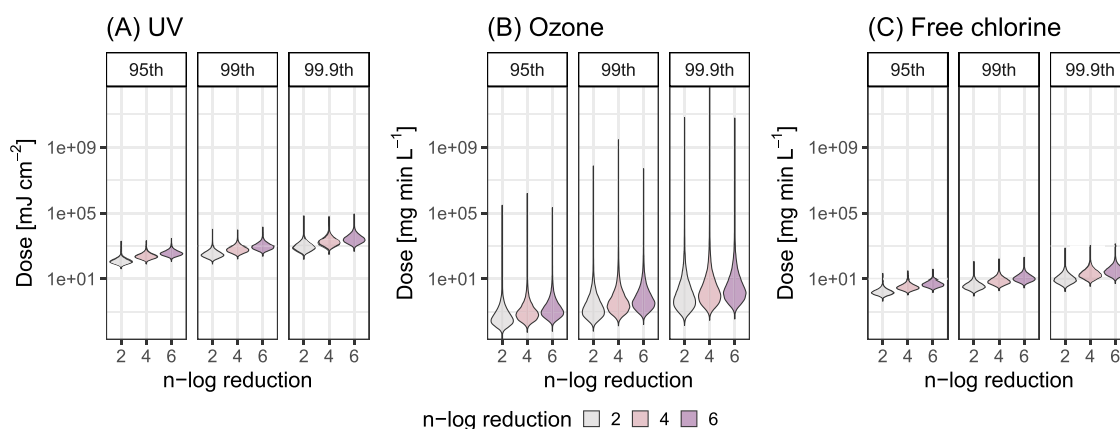 (A) UV
95th 99th 99.9th
Dose [mJ cm−2]
1e+09
1e+05
1e+01
2 4 6 2 4 6 2 4 6
n−log reduction
(B) Ozone
95th 99th 99.9th
Dose [mg min L−1]
1e+09
1e+05
1e+01
2 4 6 2 4 6 2 4 6
n−log reduction
(C) Free chlorine
95th 99th 99.9th
Dose [mg min L−1]
1e+09
1e+05
1e+01
2 4 6 2 4 6 2 4 6
n−log reduction
n−log reduction 2 4 6